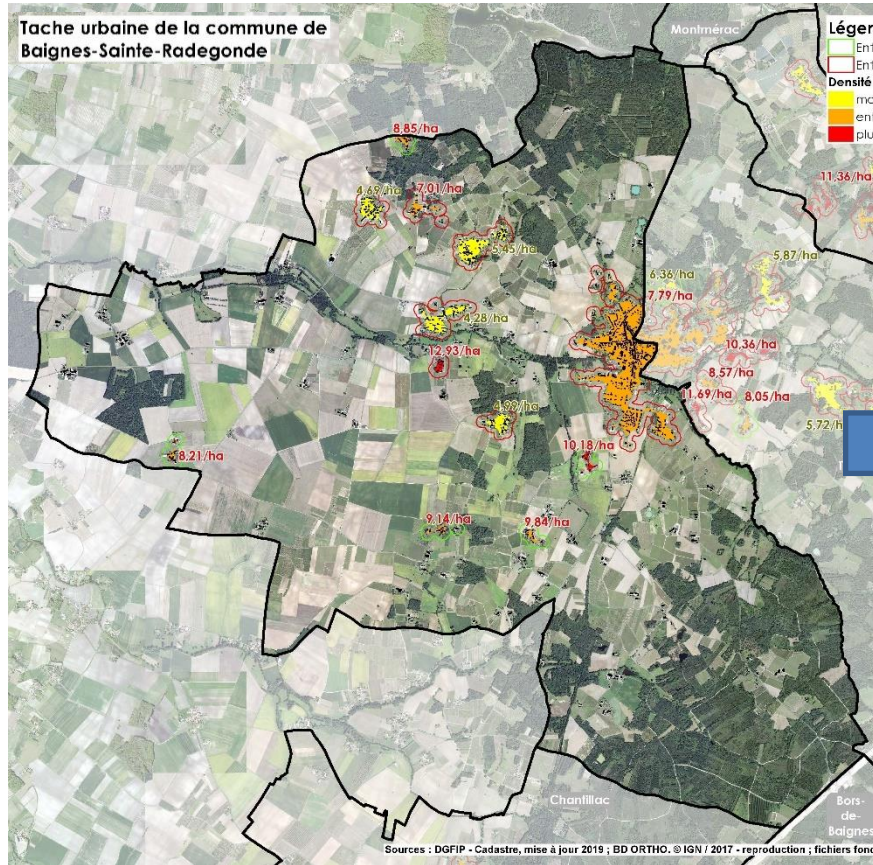 Tache urbaine de la commune de
Baignes-Sainte-Radegonde
Montmérac
Légen
Densité
8,85/ha
11,36/ha
4,69/ha
7,01/ha
5,45/ha
5,87/ha
6,36/ha
7,79/ha
4,28/ha
10,36/ha
12,93/ha
8,57/ha
11,69/ha
8,05/ha
4,99/ha
5,72/ha
8,21/ha
10,18/ha
9,14/ha
9,84/ha
Chantillac
Bors-
de-
Baignes
Sources : DGFIP - Cadastre, mise à jour 2019 ; BD ORTHO. © IGN / 2017 - reproduction ; fichiers fonc